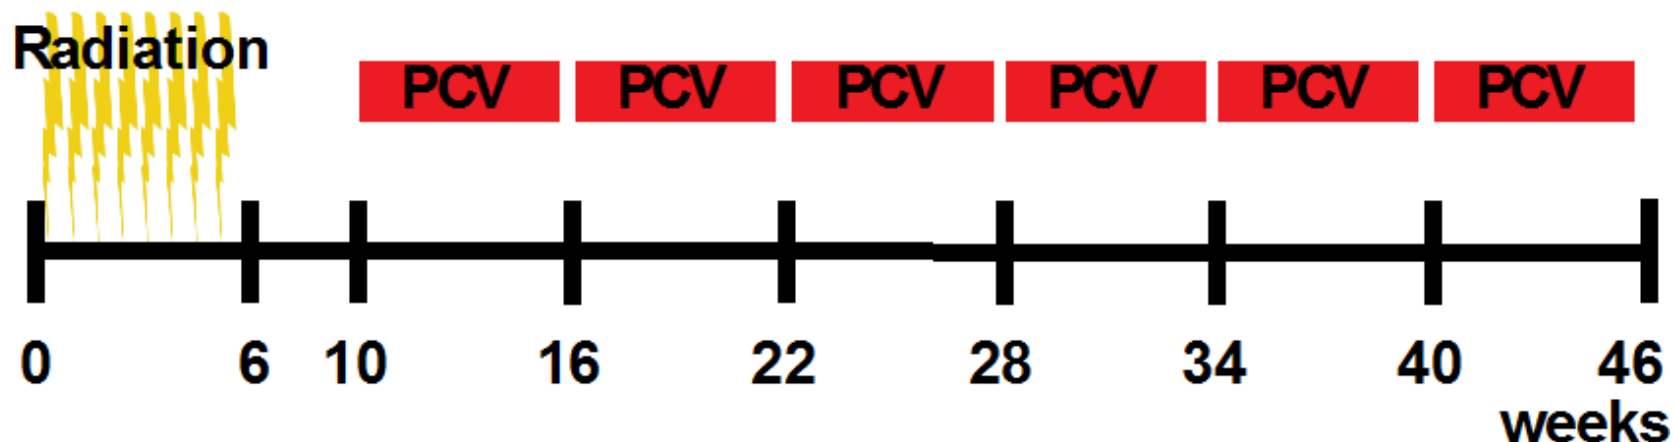 Radiation
PCV PCV PCV PCV PCV PCV
0 6 10 16 22 28 34 40 46
weeks